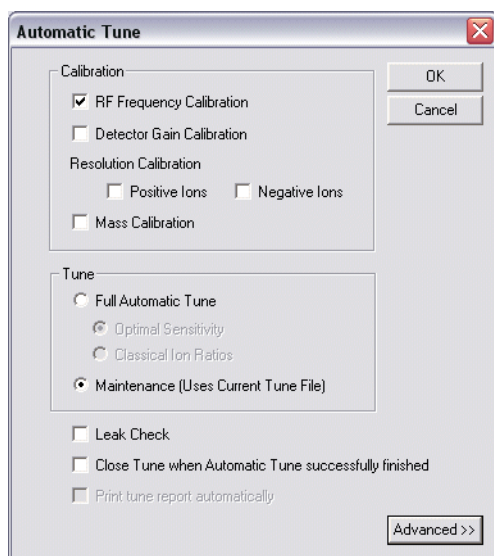 Automatic Tune
Calibration
OK
RF Frequency Calibration
Cancel
Detector Gain Calibration
Resolution Calibration
Positive Ions Negative Ions
Mass Calibration
Tune
Full Automatic Tune
Optimal Sensitivity
Classical Ion Ratios
Maintenance (Uses Current Tune File)
Leak Check
Close Tune when Automatic Tune successfully finished
Print tune report automatically
Advanced >>